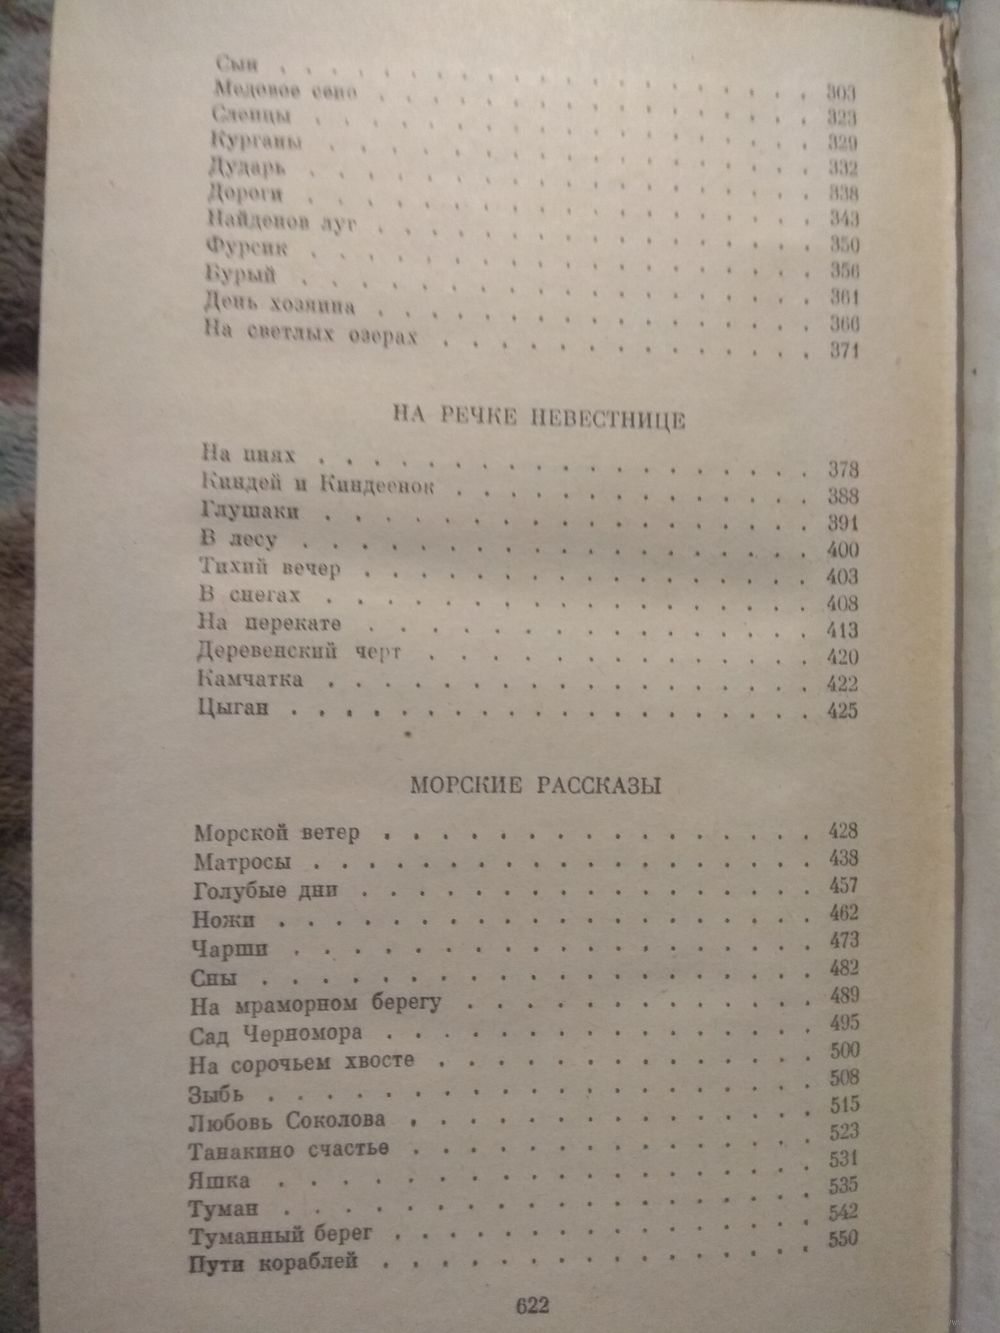 Сын . . . . . . . . . . . . . . . . . . 303
Медовое сено . . . . . . . . . . . . . . . 323
Слепцы . . . . . . . . . . . . . . . . . 329
Курганы . . . . . . . . . . . . . . . . . 332
Дударь . . . . . . . . . . . . . . . . . 338
Дороги . . . . . . . . . . . . . . . . . 343
Найденов луг . . . . . . . . . . . . . . . 350
Фурсик . . . . . . . . . . . . . . . . . 356
Бурый . . . . . . . . . . . . . . . . . . 361
День хозяина . . . . . . . . . . . . . . . 366
На светлых озерах . . . . . . . . . . . . . 371
НА РЕЧКЕ НЕВЕСТНИЦЕ
На пнях . . . . . . . . . . . . . . . . . 378
Киндей и Киндеенок . . . . . . . . . . . . . 388
Глушаки . . . . . . . . . . . . . . . . . 391
В лесу . . . . . . . . . . . . . . . . . . 400
Тихий вечер . . . . . . . . . . . . . . . . 403
В снегах . . . . . . . . . . . . . . . . . 408
На перекате . . . . . . . . . . . . . . . . 413
Деревенский черт . . . . . . . . . . . . . . 420
Камчатка . . . . . . . . . . . . . . . . . 422
Цыган . . . . . . . . . . . . . . . . . . 425
МОРСКИЕ РАССКАЗЫ
Морской ветер . . . . . . . . . . . . . . . 428
Матросы . . . . . . . . . . . . . . . . . 438
Голубые дни . . . . . . . . . . . . . . . . 457
Ножи . . . . . . . . . . . . . . . . . . 462
Чарши . . . . . . . . . . . . . . . . . . 473
Сны . . . . . . . . . . . . . . . . . . . 482
На мраморном берегу . . . . . . . . . . . . 489
Сад Черномора . . . . . . . . . . . . . . . 495
На сорочьем хвосте . . . . . . . . . . . . . 500
Зыбь . . . . . . . . . . . . . . . . . . 508
Любовь Соколова . . . . . . . . . . . . . . 515
Танакино счастье . . . . . . . . . . . . . . 523
Яшка . . . . . . . . . . . . . . . . . . 531
Туман . . . . . . . . . . . . . . . . . . 535
Туманный берег . . . . . . . . . . . . . . . 542
Пути кораблей . . . . . . . . . . . . . . . 550
622